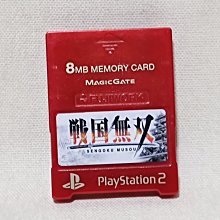 8MB MEMORY CARD
MAGICGATE
戦国無双
SENGOKU MUSOU
PlayStation 2